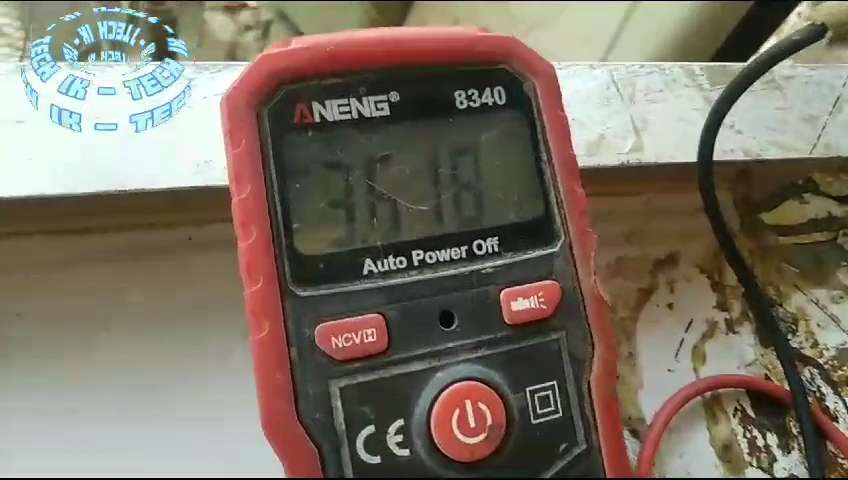 IK - TECH
ANENG®
8340
Auto Power Off
NCV H
CE